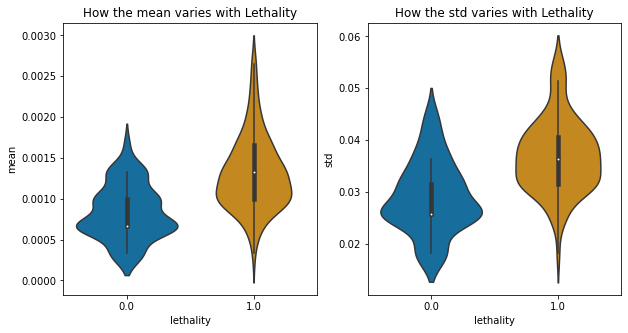 How the mean varies with Lethality
mean
0.0030
0.0025
0.0020
0.0015
0.0010
0.0005
0.0000
0.0
1.0
lethality
How the std varies with Lethality
std
0.06
0.05
0.04
0.03
0.02
0.0
1.0
lethality